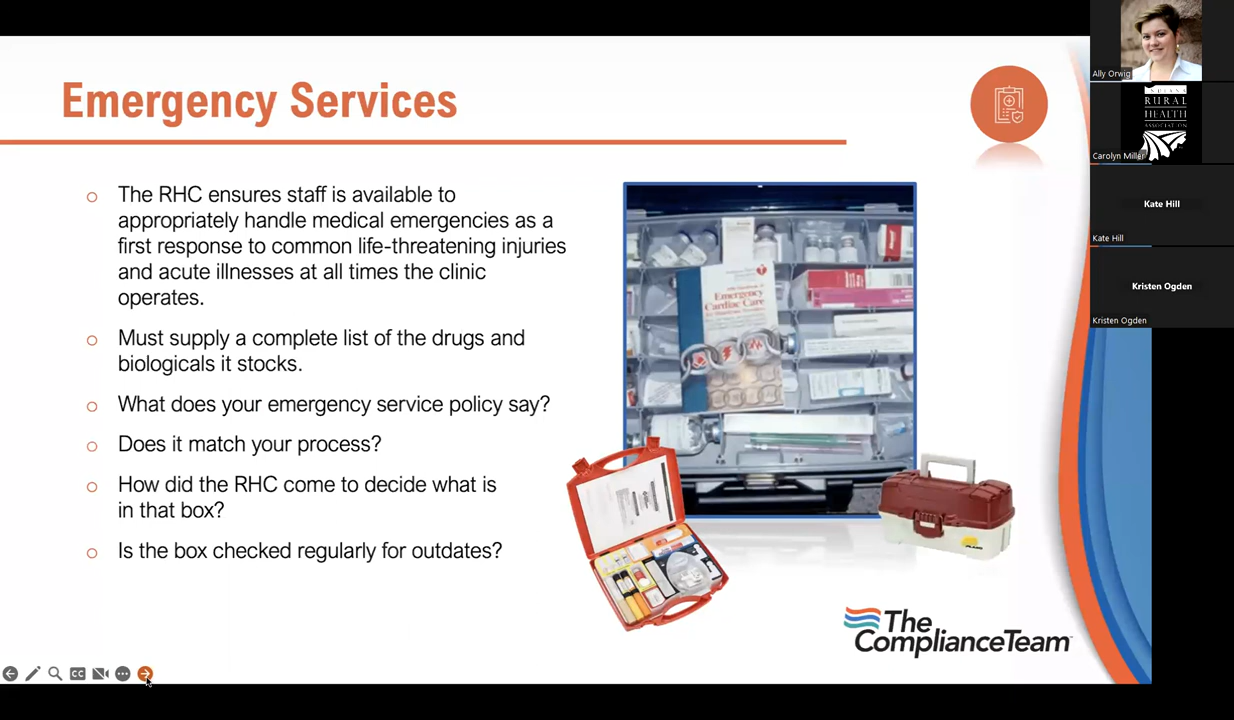 Emergency Services
The RHC ensures staff is available to
appropriately handle medical emergencies as a
first response to common life-threatening injuries
and acute illnesses at all times the clinic
operates.
Must supply a complete list of the drugs and
biologicals it stocks.
What does your emergency service policy say?
Does it match your process?
How did the RHC come to decide what is
in that box?
Is the box checked regularly for outdates?
Emergency
Cardiac Care
The
ComplianceTeam
CC
Ally Orwig
RURAL
HEALTH
ASSOCIATION
Carolyn Miller
Kate Hill
Kate Hill
Kristen Ogden
Kristen Ogden